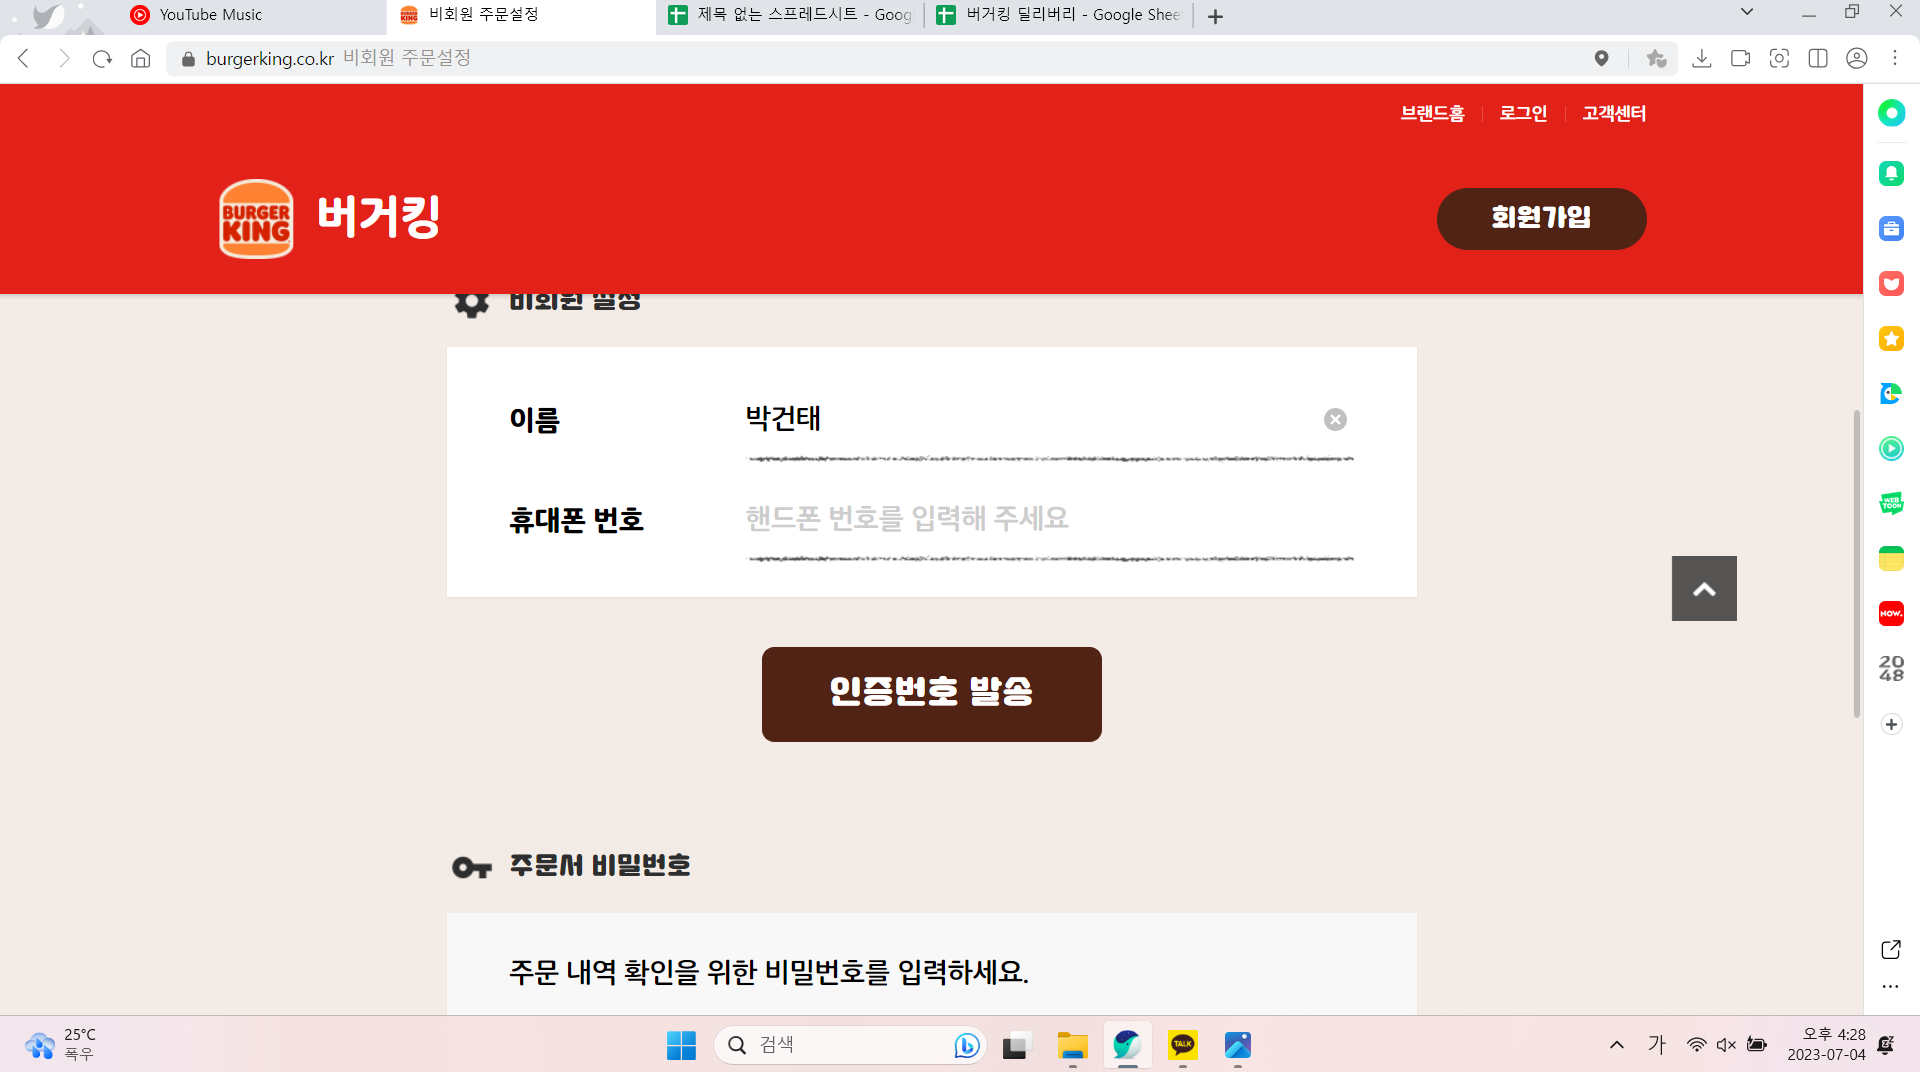 YouTube Music
비회원 주문설정
제목 없는 스프레드시트 - Goog
버거킹 딜리버리 - Google Shee
burgerking.co.kr 비회원 주문설정
브랜드홈 로그인 고객센터
BURGER KING 버거킹
회원가입
비회원 설정
이름 박건태
휴대폰 번호 핸드폰 번호를 입력해 주세요
인증번호 발송
주문서 비밀번호
주문 내역 확인을 위한 비밀번호를 입력하세요.
WEB
TOON
NOW.
20
48
25°C
폭우
검색
TALK
가
오후 4:28
2023-07-04